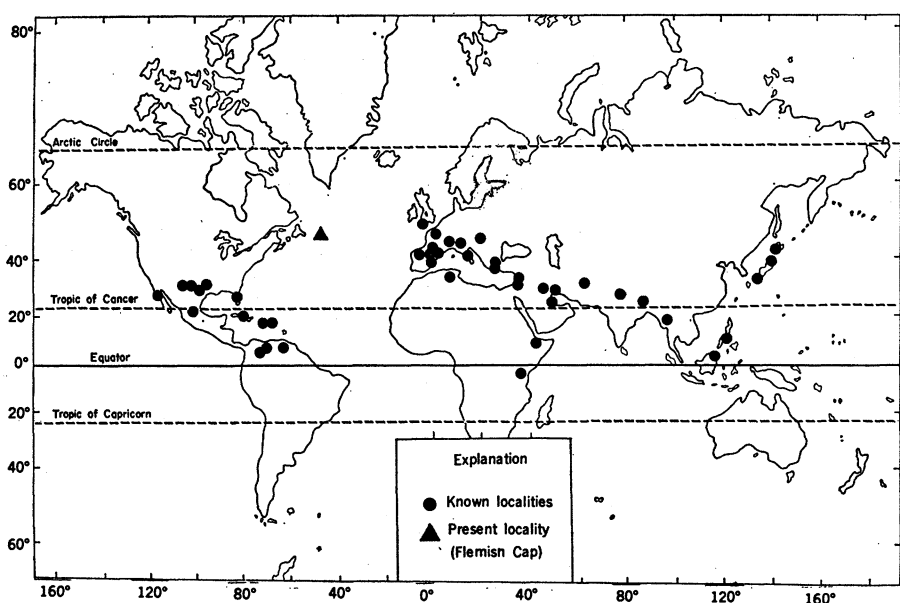 80°
Arctic Circle
60°
40°
Tropic of Cancer
20°
Equator
0°
Tropic of Capricorn
20°
40°
60°
Explanation
Known localities
Present locality
(Flemish Cap)
160° 120° 80° 40° 0° 40° 80° 120° 160°